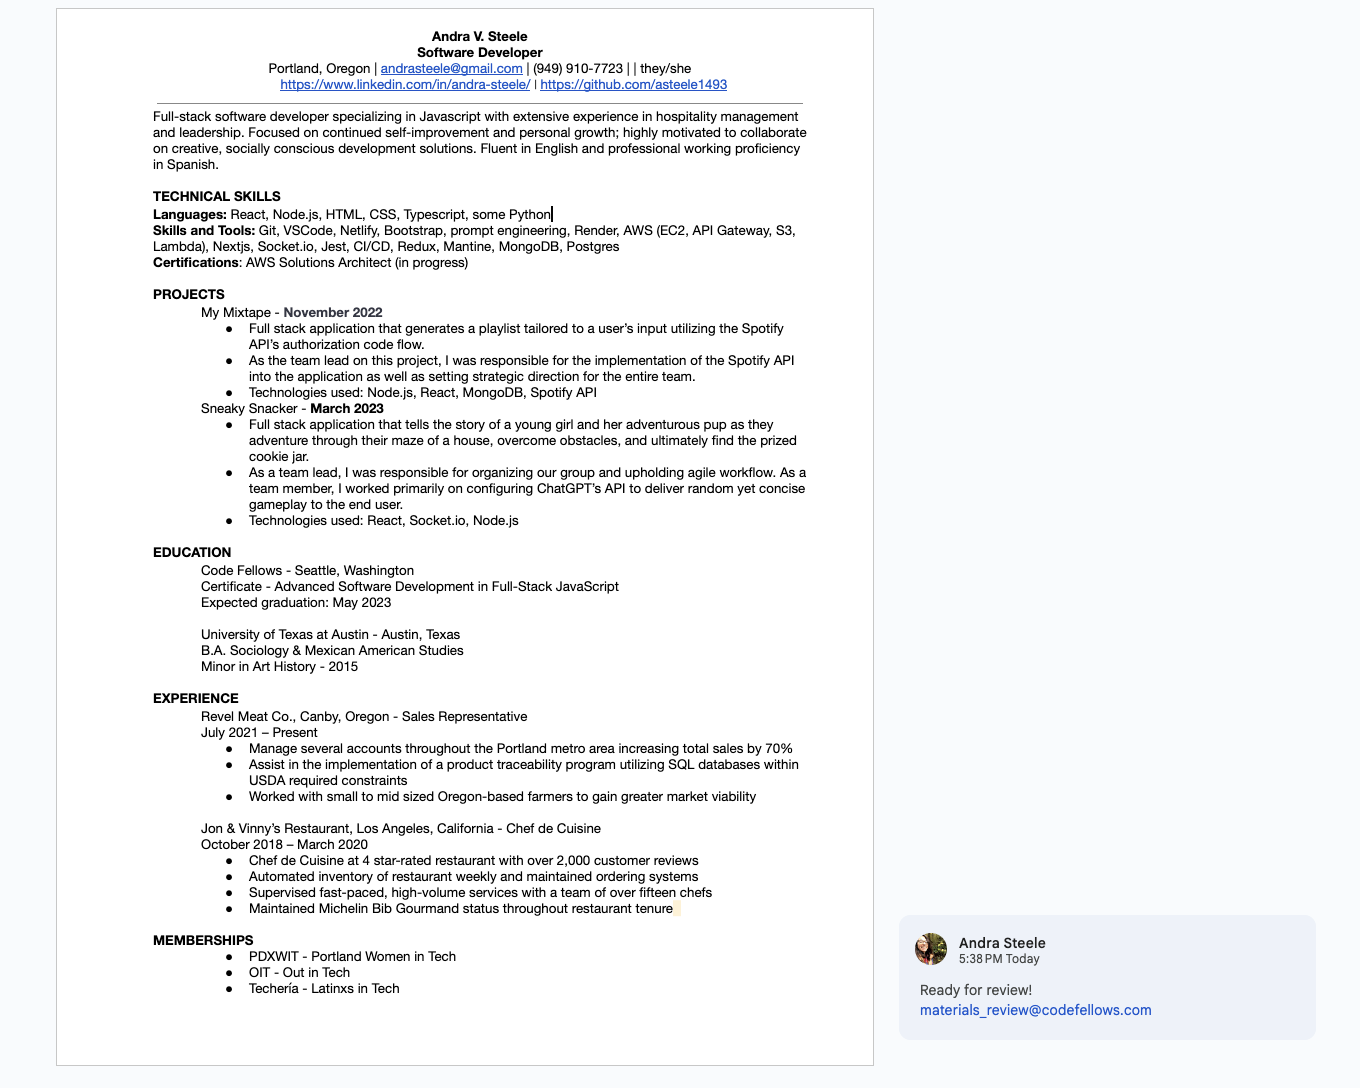 Andra V. Steele
Software Developer
Portland, Oregon | andrasteele@gmail.com | (949) 910-7723 | | they/she
https://www.linkedin.com/in/andra-steele/ | https://github.com/asteele1493
Full-stack software developer specializing in Javascript with extensive experience in hospitality management
and leadership. Focused on continued self-improvement and personal growth; highly motivated to collaborate
on creative, socially conscious development solutions. Fluent in English and professional working proficiency
in Spanish.
TECHNICAL SKILLS
Languages: React, Node.js, HTML, CSS, Typescript, some Python
Skills and Tools: Git, VSCode, Netlify, Bootstrap, prompt engineering, Render, AWS (EC2, API Gateway, S3,
Lambda), Nextjs, Socket.io, Jest, CI/CD, Redux, Mantine, MongoDB, Postgres
Certifications: AWS Solutions Architect (in progress)
PROJECTS
My Mixtape - November 2022
● Full stack application that generates a playlist tailored to a user’s input utilizing the Spotify
API’s authorization code flow.
● As the team lead on this project, I was responsible for the implementation of the Spotify API
into the application as well as setting strategic direction for the entire team.
● Technologies used: Node.js, React, MongoDB, Spotify API
Sneaky Snacker - March 2023
● Full stack application that tells the story of a young girl and her adventurous pup as they
adventure through their maze of a house, overcome obstacles, and ultimately find the prized
cookie jar.
● As a team lead, I was responsible for organizing our group and upholding agile workflow. As a
team member, I worked primarily on configuring ChatGPT’s API to deliver random yet concise
gameplay to the end user.
● Technologies used: React, Socket.io, Node.js
EDUCATION
Code Fellows - Seattle, Washington
Certificate - Advanced Software Development in Full-Stack JavaScript
Expected graduation: May 2023
University of Texas at Austin - Austin, Texas
B.A. Sociology & Mexican American Studies
Minor in Art History - 2015
EXPERIENCE
Revel Meat Co., Canby, Oregon - Sales Representative
July 2021 – Present
● Manage several accounts throughout the Portland metro area increasing total sales by 70%
● Assist in the implementation of a product traceability program utilizing SQL databases within
USDA required constraints
● Worked with small to mid sized Oregon-based farmers to gain greater market viability
Jon & Vinny’s Restaurant, Los Angeles, California - Chef de Cuisine
October 2018 – March 2020
● Chef de Cuisine at 4 star-rated restaurant with over 2,000 customer reviews
● Automated inventory of restaurant weekly and maintained ordering systems
● Supervised fast-paced, high-volume services with a team of over fifteen chefs
● Maintained Michelin Bib Gourmand status throughout restaurant tenure
MEMBERSHIPS
● PDXWIT - Portland Women in Tech
● OIT - Out in Tech
● Techería - Latinxs in Tech
Andra Steele
5:38 PM Today
Ready for review!
materials_review@codefellows.com